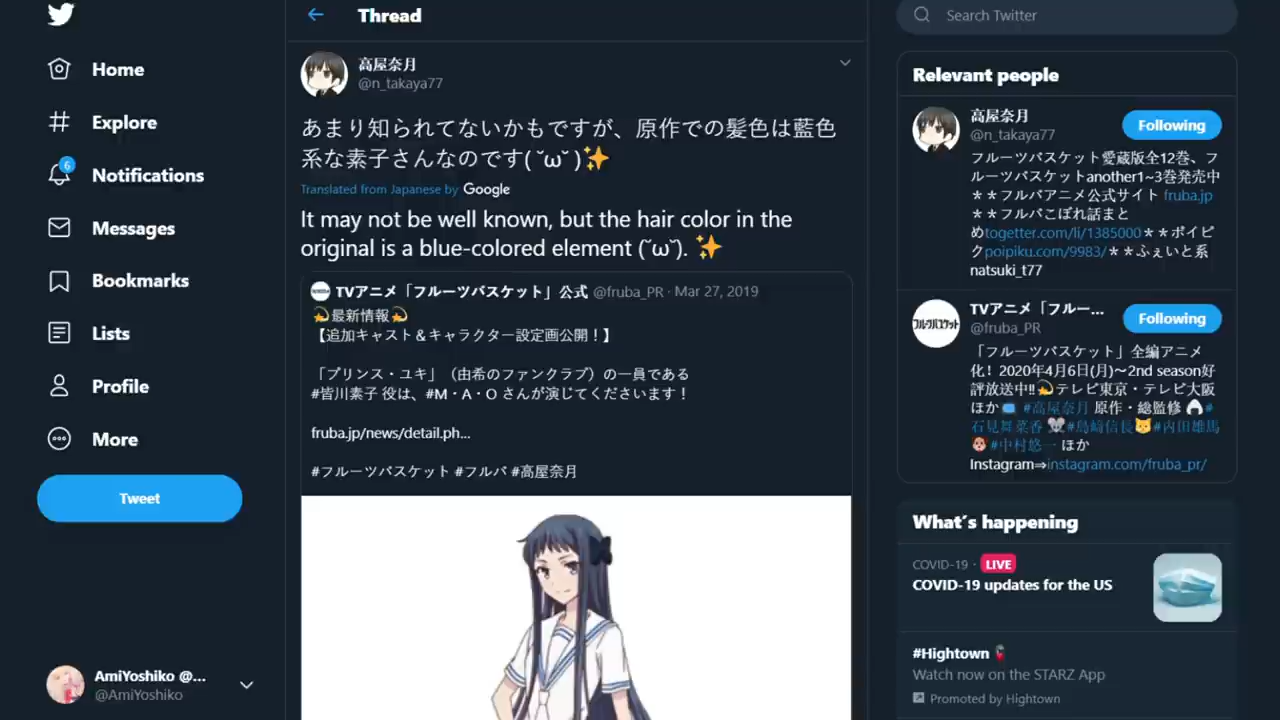 Home
Explore
6
Notifications
Messages
Bookmarks
Lists
Profile
More
Tweet
AmiYoshiko @...
@AmiYoshiko
Thread
高屋奈月
@n_takaya77
あまり知られてないかもですが、原作での髪色は藍色
系な素子さんなのです( ˘ω˘ )✨
Translated from Japanese by Google
It may not be well known, but the hair color in the
original is a blue-colored element (˘ω˘). ✨
TVアニメ「フルーツバスケット」公式 @fruba_PR · Mar 27, 2019
💫最新情報💫
【追加キャスト＆キャラクター設定画公開！】
「プリンス・ユキ」（由希のファンクラブ）の一員である
#皆川素子 役は、#M・A・O さんが演じてくださいます！
fruba.jp/news/detail.ph...
#フルーツバスケット #フルバ #高屋奈月
Search Twitter
Relevant people
高屋奈月
@n_takaya77
Following
フルーツバスケット愛蔵版全12巻、フ
ルーツバスケットanother1~3巻発売中
＊＊フルバアニメ公式サイト fruba.jp
＊＊フルバこぼれ話まと
めtogetter.com/li/1385000＊＊ポイピ
クpoipiku.com/9983/＊＊ふぇいと系
natsuki_t77
フルーツバスケット
TVアニメ「フルー...
@fruba_PR
Following
「フルーツバスケット」全編アニメ
化！2020年4月6日(月)〜2nd season好
評放送中‼💫テレビ東京・テレビ大阪
ほか📺 #高屋奈月 原作・総監修 🍙#
石見舞菜香 🐭#島﨑信長🐱#内田雄馬
#中村悠一 ほか
Instagram⇒instagram.com/fruba_pr/
What's happening
COVID-19 · LIVE
COVID-19 updates for the US
#Hightown
Watch now on the STARZ App
Promoted by Hightown